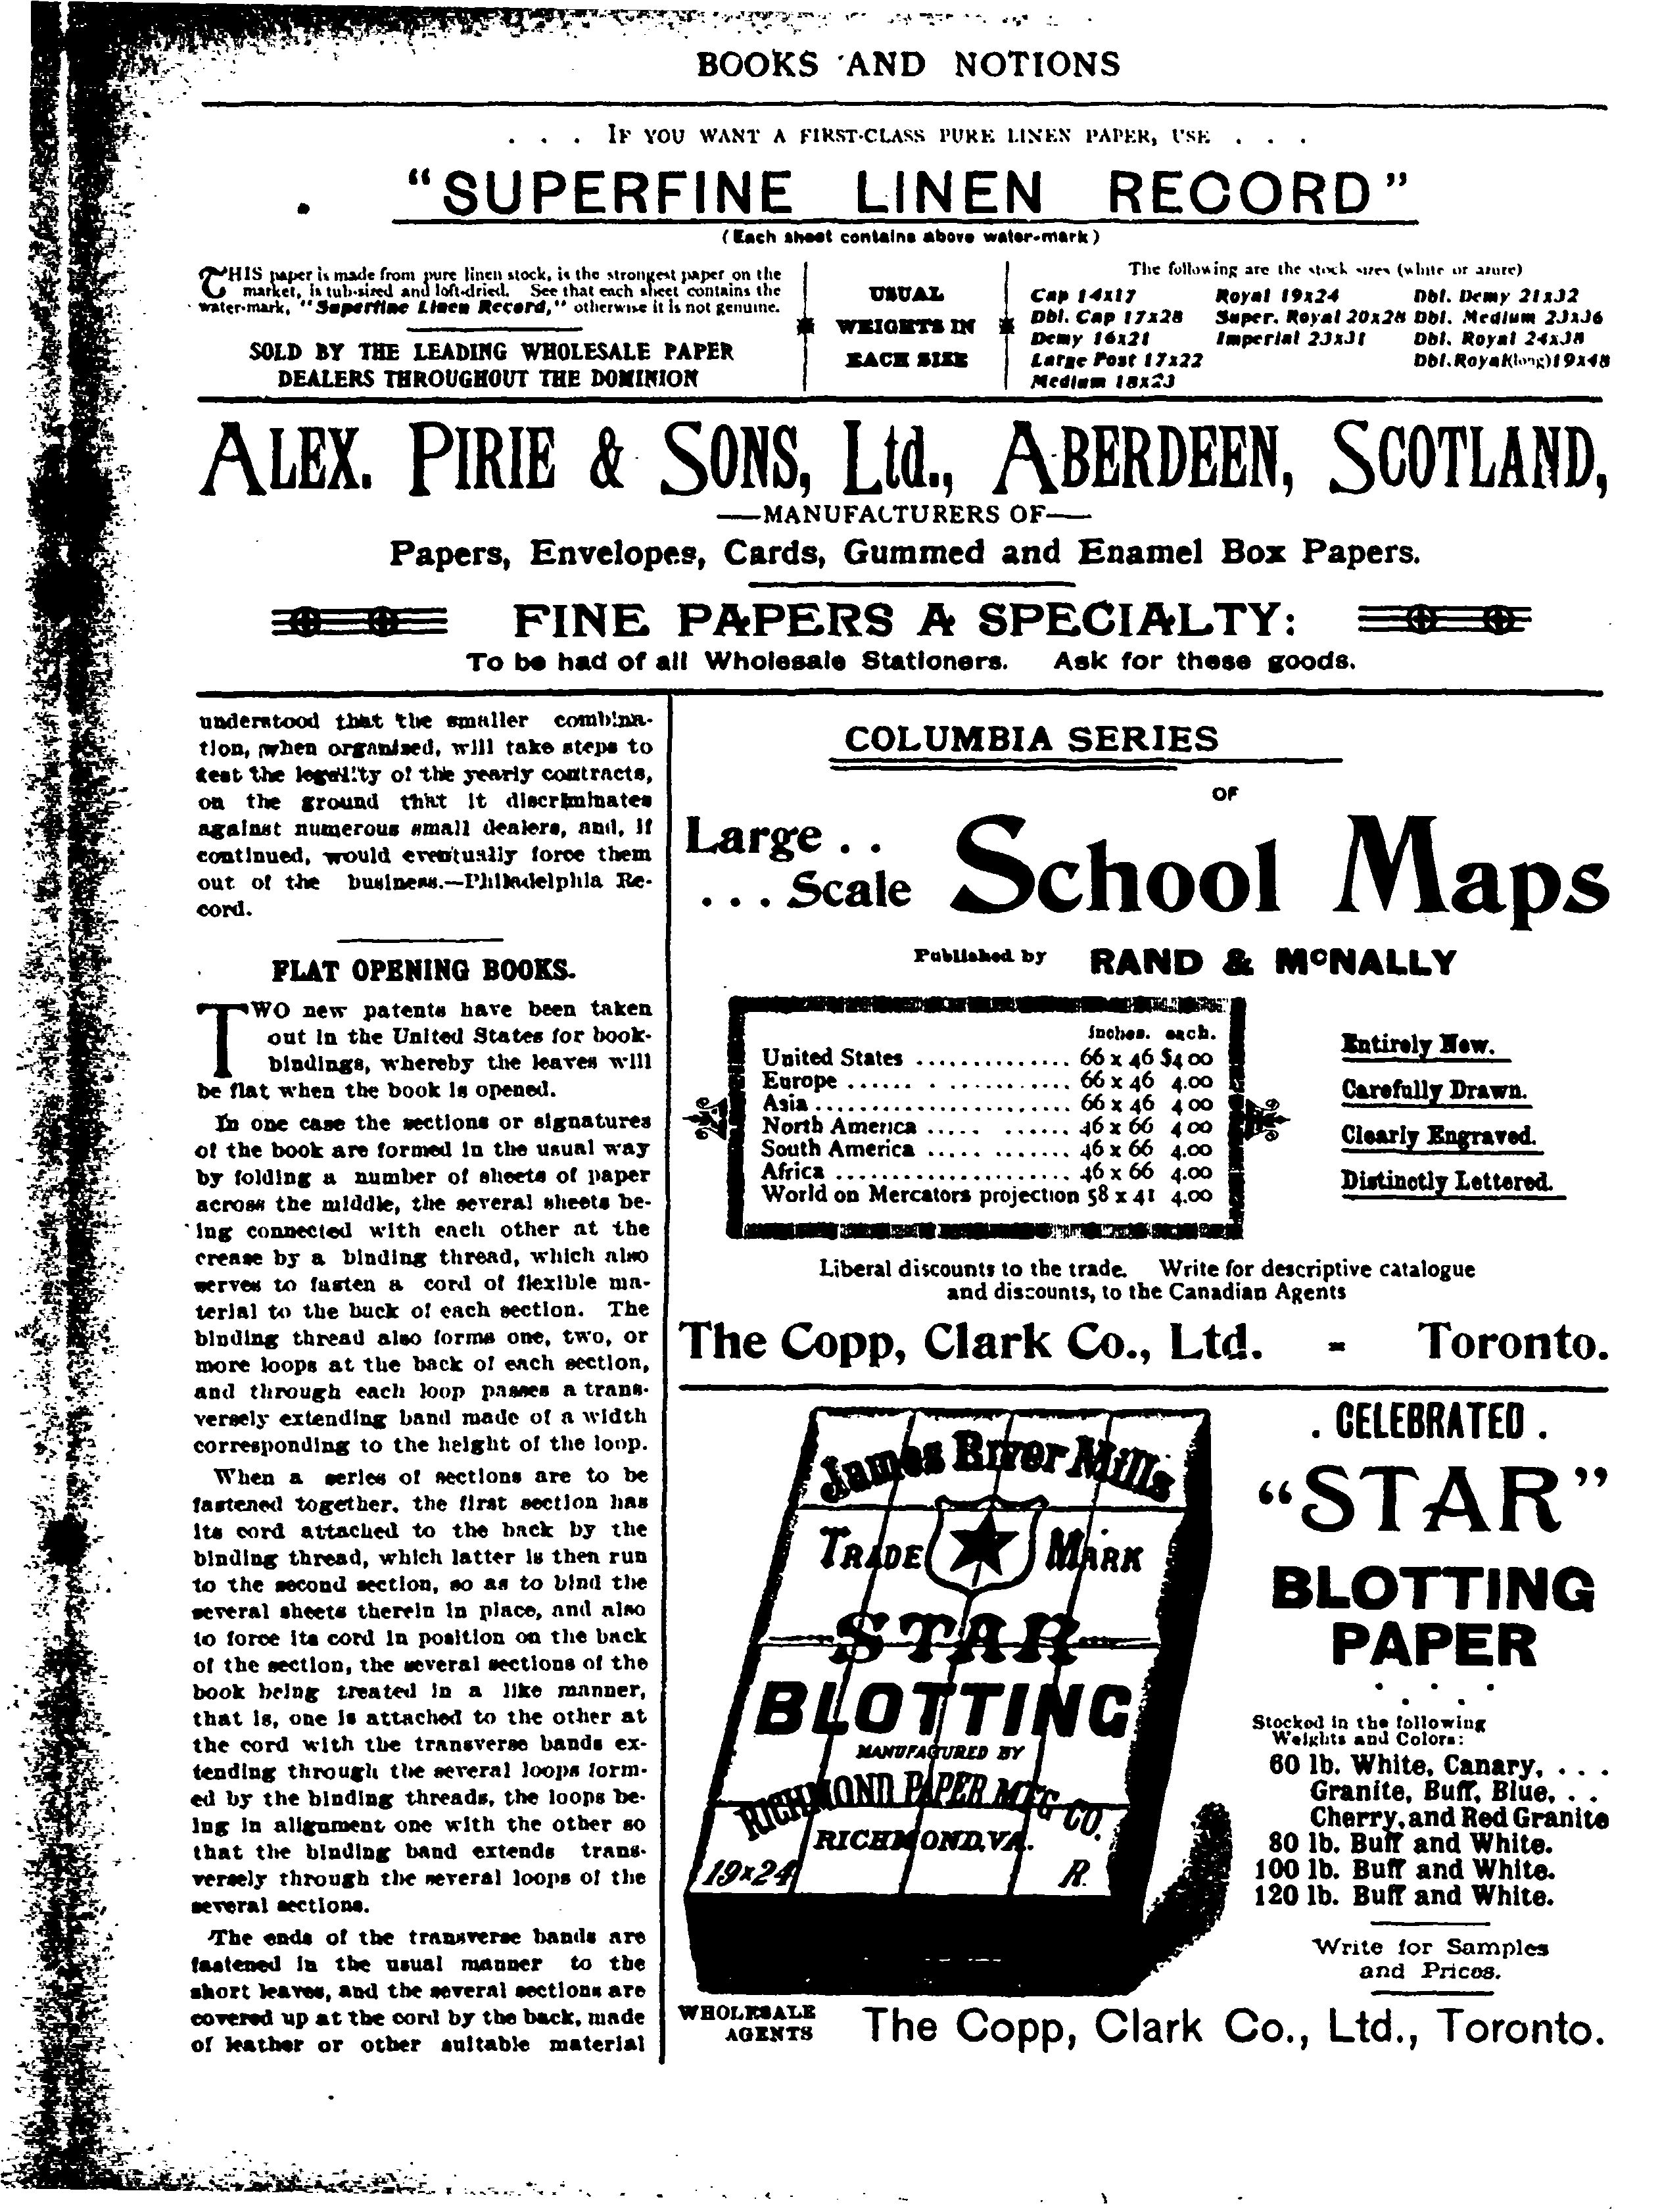 BOOKS AND NOTIONS
. . . IF YOU WANT A FIRST-CLASS PURE LINEN PAPER, USE . . .
"SUPERFINE LINEN RECORD"
(Each sheet contains above water-mark)
THIS paper is made from pure linen stock, is the strongest paper on the
market, is tub-sized and loft-dried. See that each sheet contains the
water-mark, "Superfine Linen Record," otherwise it is not genuine.
SOLD BY THE LEADING WHOLESALE PAPER
DEALERS THROUGHOUT THE DOMINION
USUAL
WEIGHTS IN
EACH SIZE
The following are the stock sizes (white or azure)
Cap 14x17 Royal 19x24 Dbl. Demy 21x32
Dbl. Cap 17x28 Super. Royal 20x28 Dbl. Medium 23x36
Demy 16x21 Imperial 23x31 Dbl. Royal 24x38
Large Post 17x22 Dbl. Royal (long) 19x48
Medium 18x23
ALEX. PIRIE & SONS, Ltd., ABERDEEN, SCOTLAND,
—MANUFACTURERS OF—
Papers, Envelopes, Cards, Gummed and Enamel Box Papers.
FINE PAPERS A SPECIALTY:
To be had of all Wholesale Stationers. Ask for these goods.
understood that the smaller combina-
tion, when organized, will take steps to
test the legality of the yearly contracts,
on the ground that it discriminates
against numerous small dealers, and, if
continued, would eventually force them
out of the business.—Philadelphia Re-
cord.
FLAT OPENING BOOKS.
TWO new patents have been taken
out in the United States for book-
bindings, whereby the leaves will
be flat when the book is opened.
In one case the sections or signatures
of the book are formed in the usual way
by folding a number of sheets of paper
across the middle, the several sheets be-
ing connected with each other at the
crease by a binding thread, which also
serves to fasten a cord of flexible ma-
terial to the back of each section. The
binding thread also forms one, two, or
more loops at the back of each section,
and through each loop passes a trans-
versely extending band made of a width
corresponding to the height of the loop.
When a series of sections are to be
fastened together, the first section has
its cord attached to the back by the
binding thread, which latter is then run
to the second section, so as to bind the
several sheets therein in place, and also
to force its cord in position on the back
of the section, the several sections of the
book being treated in a like manner,
that is, one is attached to the other at
the cord with the transverse bands ex-
tending through the several loops form-
ed by the binding threads, the loops be-
ing in alignment one with the other so
that the binding band extends trans-
versely through the several loops of the
several sections.
The ends of the transverse bands are
fastened in the usual manner to the
short leaves, and the several sections are
covered up at the cord by the back, made
of leather or other suitable material
COLUMBIA SERIES
OF
Large . .
. . . Scale School Maps
Published by RAND & McNALLY
inches. each.
United States .............. 66 x 46 $4 00
Europe ...... . ........... 66 x 46 4.00
Asia ....................... 66 x 46 4 00
North America ..... ...... 46 x 66 4 00
South America ..... ....... 46 x 66 4.00
Africa ..................... 46 x 66 4.00
World on Mercators projection 58 x 41 4.00
Entirely New.
Carefully Drawn.
Clearly Engraved.
Distinctly Lettered.
Liberal discounts to the trade. Write for descriptive catalogue
and discounts, to the Canadian Agents
The Copp, Clark Co., Ltd. - Toronto.
James River Mills
TRADE MARK
STAR
BLOTTING
MANUFACTURED BY
RICHMOND PAPER MFG CO.
RICHMOND, VA.
19x24 R.
. CELEBRATED .
"STAR"
BLOTTING
PAPER
Stocked in the following
Weights and Colors:
60 lb. White, Canary, . . .
Granite, Buff, Blue, . .
Cherry, and Red Granite
80 lb. Buff and White.
100 lb. Buff and White.
120 lb. Buff and White.
Write for Samples
and Prices.
WHOLESALE
AGENTS
The Copp, Clark Co., Ltd., Toronto.